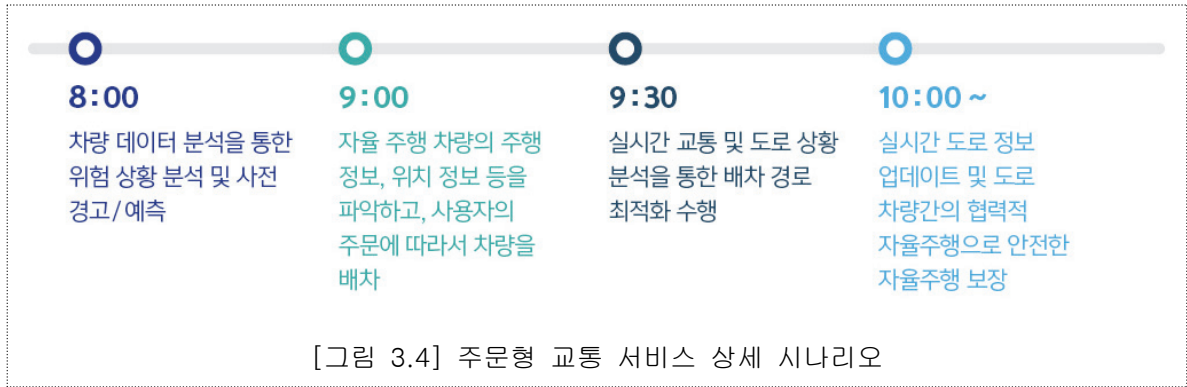 8:00
차량 데이터 분석을 통한
위험 상황 분석 및 사전
경고/예측
9:00
자율 주행 차량의 주행
정보, 위치 정보 등을
파악하고, 사용자의
주문에 따라서 차량을
배차
9:30
실시간 교통 및 도로 상황
분석을 통한 배차 경로
최적화 수행
10:00 ~
실시간 도로 정보
업데이트 및 도로
차량간의 협력적
자율주행으로 안전한
자율주행 보장
[그림 3.4] 주문형 교통 서비스 상세 시나리오